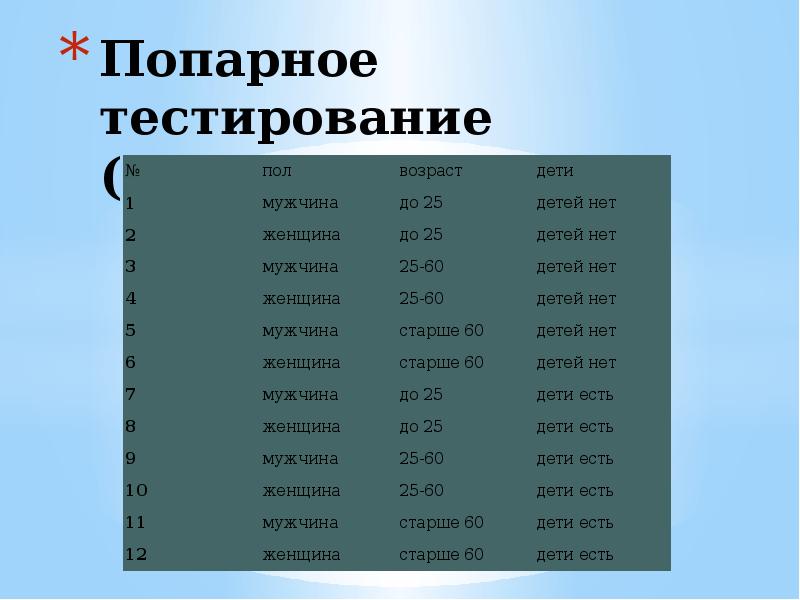 * Попарное
тестирование
(
№ пол возраст дети
1 мужчина до 25 детей нет
2 женщина до 25 детей нет
3 мужчина 25-60 детей нет
4 женщина 25-60 детей нет
5 мужчина старше 60 детей нет
6 женщина старше 60 детей нет
7 мужчина до 25 дети есть
8 женщина до 25 дети есть
9 мужчина 25-60 дети есть
10 женщина 25-60 дети есть
11 мужчина старше 60 дети есть
12 женщина старше 60 дети есть